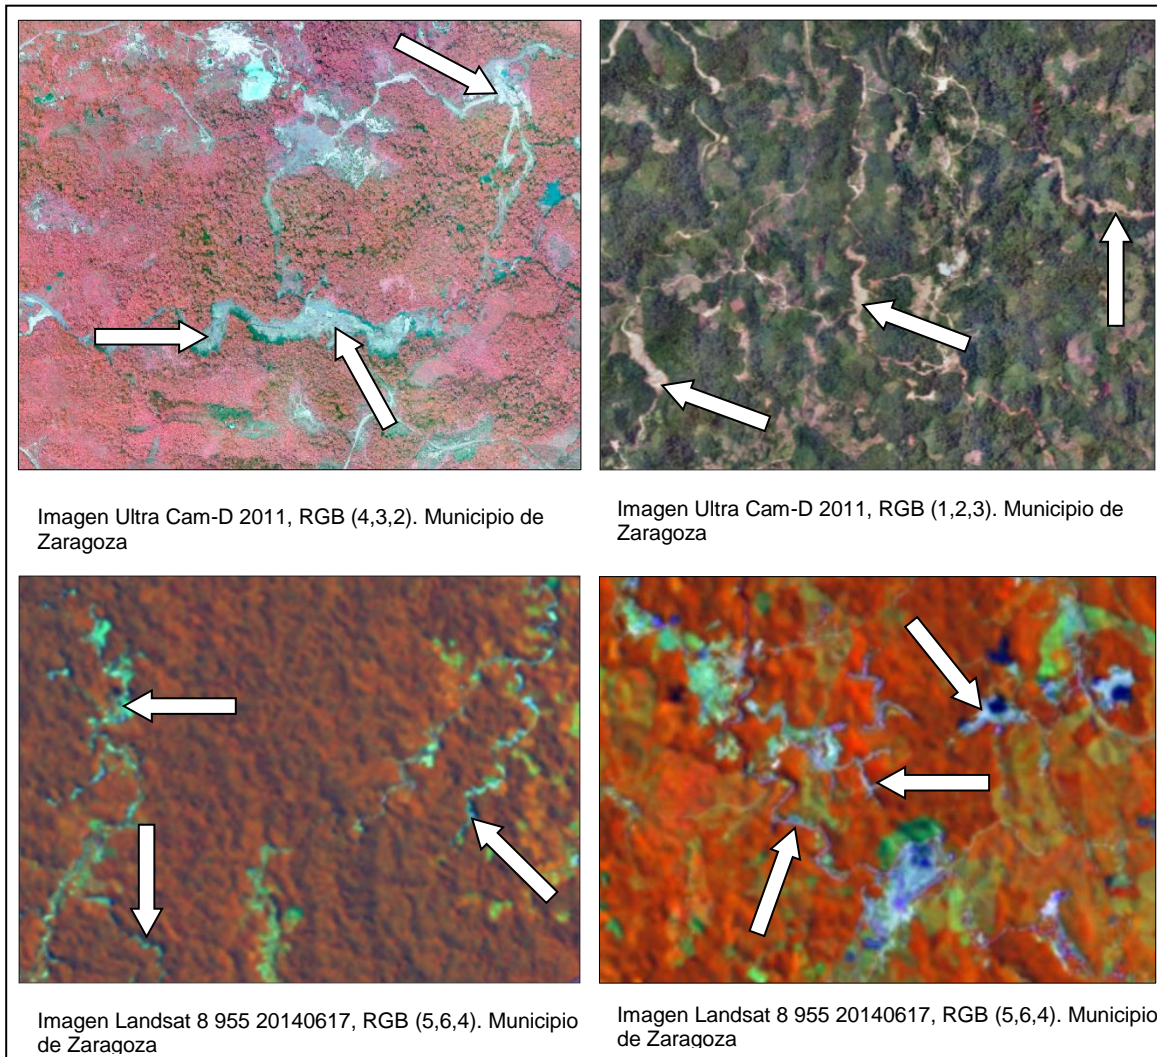 Imagen Ultra Cam-D 2011, RGB (4,3,2). Municipio de
Zaragoza
Imagen Ultra Cam-D 2011, RGB (1,2,3). Municipio de
Zaragoza
Imagen Landsat 8 955 20140617, RGB (5,6,4). Municipio
de Zaragoza
Imagen Landsat 8 955 20140617, RGB (5,6,4). Municipio
de Zaragoza